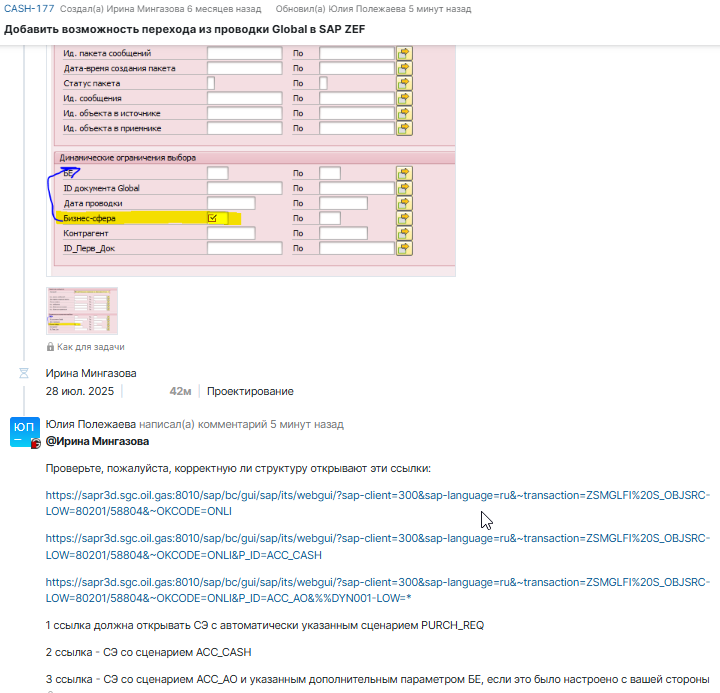 CASH-177 Создал(а) Ирина Мингазова 6 месяцев назад Обновил(а) Юлия Полежаева 5 минут назад
Добавить возможность перехода из проводки Global в SAP ZEF
Ид. пакета сообщений По
Дата-время создания пакета По
Статус пакета По
Ид. сообщения По
Ид. объекта в источнике По
Ид. объекта в приемнике По
Динамические ограничения выбора
БЕ По
ID документа Global По
Дата проводки По
Бизнес-сфера По
Контрагент По
ID_Перв_Док По
Как для задачи
Ирина Мингазова
28 июл. 2025 42м Проектирование
ЮП Юлия Полежаева написал(а) комментарий 5 минут назад
@Ирина Мингазова
Проверьте, пожалуйста, корректную ли структуру открывают эти ссылки:
https://sapr3d.sgc.oil.gas:8010/sap/bc/gui/sap/its/webgui/?sap-client=300&sap-language=ru&~transaction=ZSMGLFI%20S_OBJSRC-
LOW=80201/58804&~OKCODE=ONLI
https://sapr3d.sgc.oil.gas:8010/sap/bc/gui/sap/its/webgui/?sap-client=300&sap-language=ru&~transaction=ZSMGLFI%20S_OBJSRC-
LOW=80201/58804&~OKCODE=ONLI&P_ID=ACC_CASH
https://sapr3d.sgc.oil.gas:8010/sap/bc/gui/sap/its/webgui/?sap-client=300&sap-language=ru&~transaction=ZSMGLFI%20S_OBJSRC-
LOW=80201/58804&~OKCODE=ONLI&P_ID=ACC_AO&%%DYN001-LOW=*
1 ссылка должна открывать СЭ с автоматически указанным сценарием PURCH_REQ
2 ссылка - СЭ со сценарием ACC_CASH
3 ссылка - СЭ со сценарием ACC_AO и указанным дополнительным параметром БЕ, если это было настроено с вашей стороны